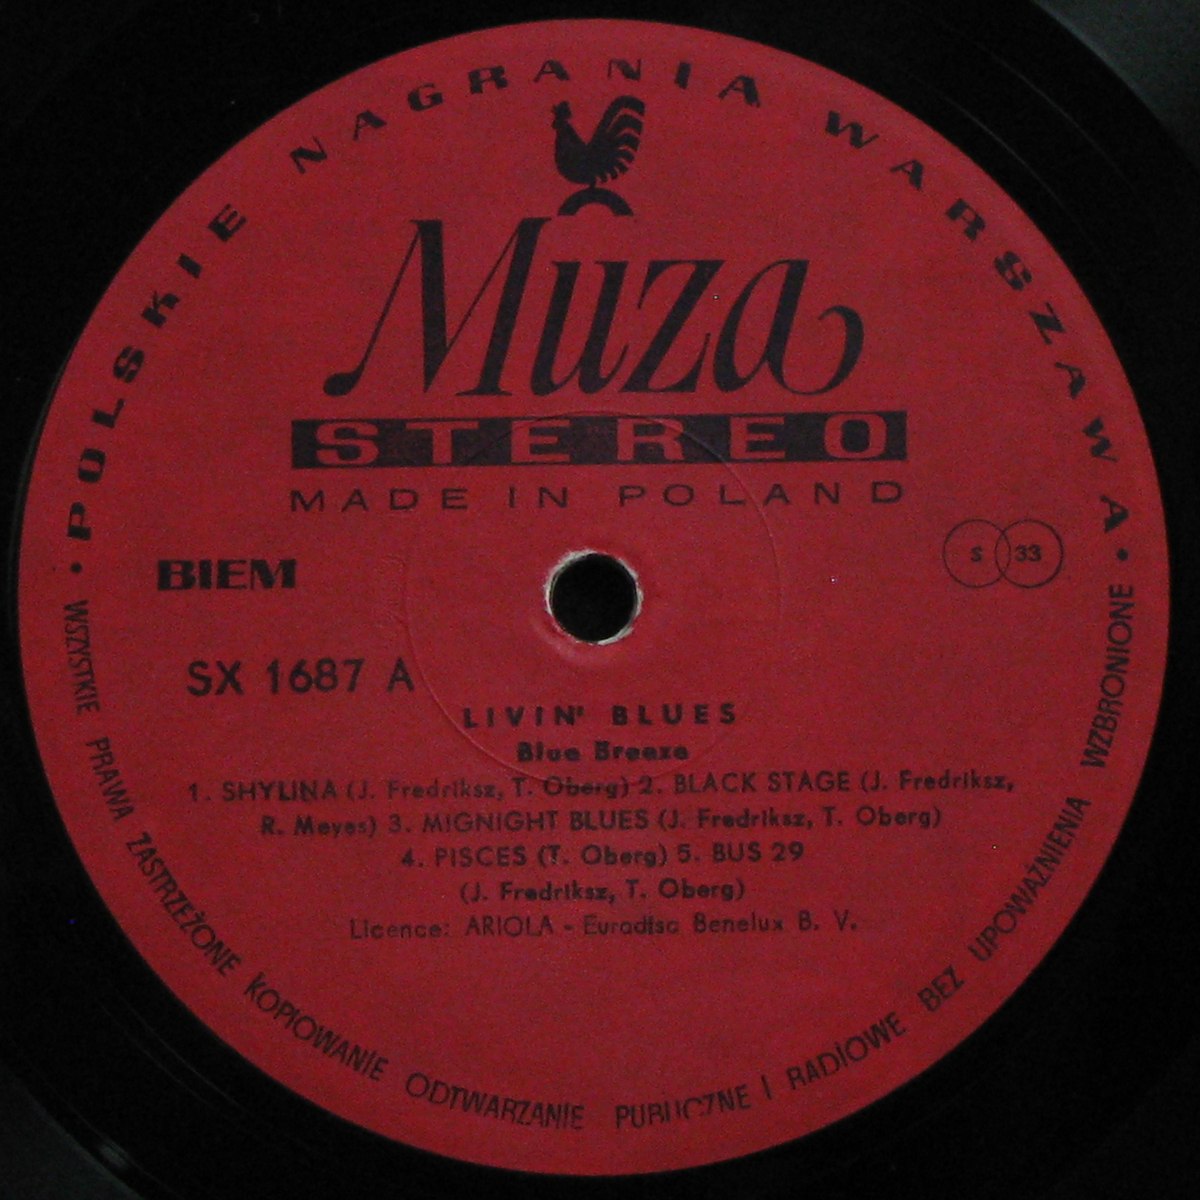 • POLSKIE NAGRANIA WARSZAWA •
Muza
STEREO
MADE IN POLAND
BIEM
S 33
SX 1687 A
LIVIN' BLUES
Blue Breeze
1. SHYLINA (J. Fredriksz, T. Oberg) 2. BLACK STAGE (J. Fredriksz,
R. Meyes) 3. MIGNIGHT BLUES (J. Fredriksz, T. Oberg)
4. PISCES (T. Oberg) 5. BUS 29
(J. Fredriksz, T. Oberg)
Licence: ARIOLA - Eurodisc Benelux B. V.
WSZYSTKIE PRAWA ZASTRZEŻONE KOPIOWANIE ODTWARZANIE PUBLICZNE I RADIOWE BEZ UPOWAŻNIENIA WZBRONIONE